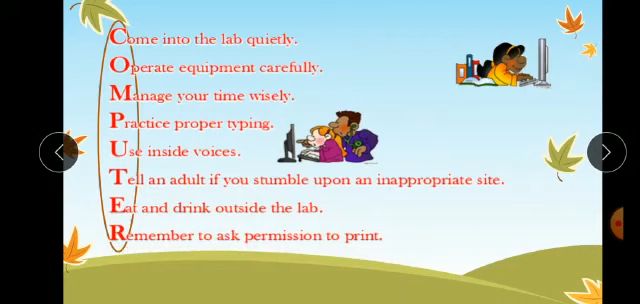 Come into the lab quietly.
Operate equipment carefully.
Manage your time wisely.
Practice proper typing.
Use inside voices.
Tell an adult if you stumble upon an inappropriate site.
Eat and drink outside the lab.
Remember to ask permission to print.